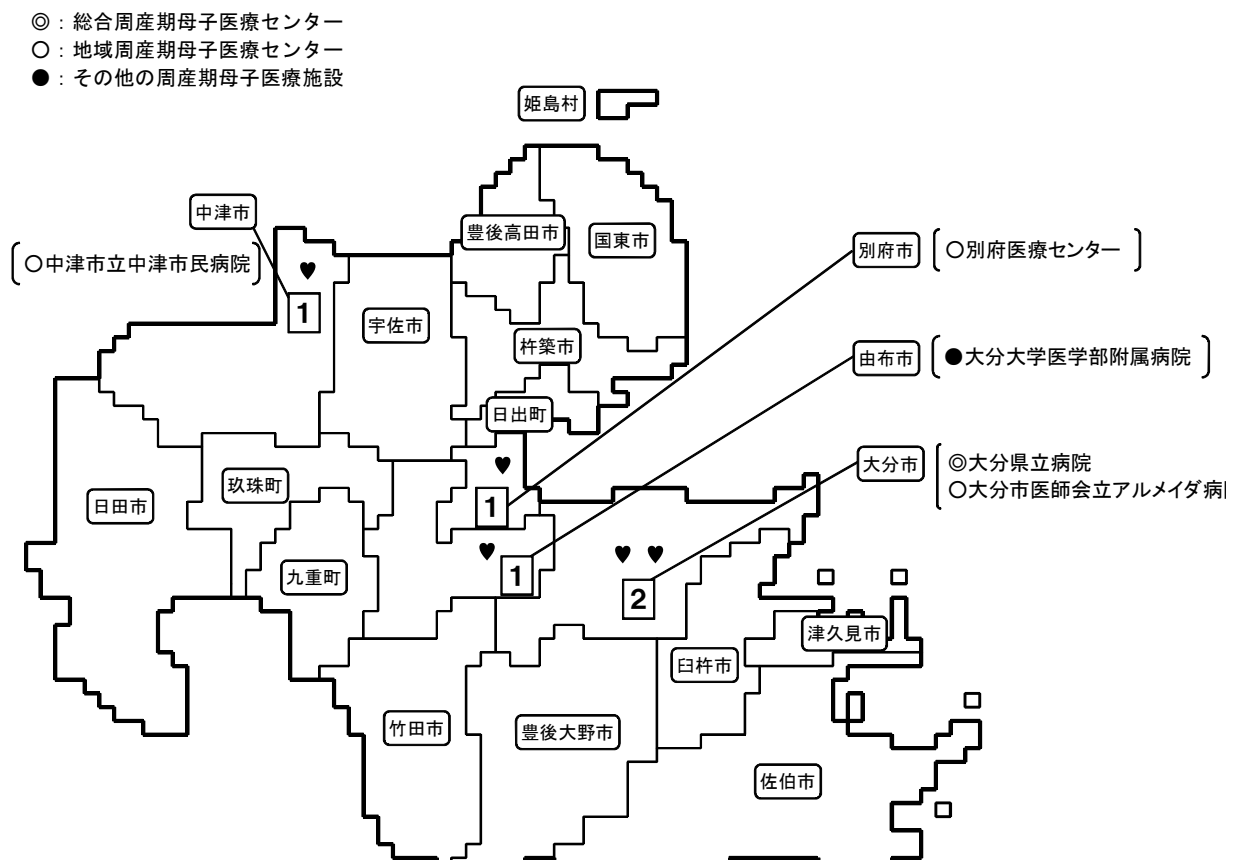 ◎：総合周産期母子医療センター
○：地域周産期母子医療センター
●：その他の周産期母子医療施設
姫島村
中津市
豊後高田市
国東市
別府市
○別府医療センター
○中津市立中津市民病院
1
宇佐市
杵築市
由布市
●大分大学医学部附属病院
日出町
大分市
◎大分県立病院
○大分市医師会立アルメイダ病
玖珠町
日田市
1
九重町
1
2
津久見市
臼杵市
竹田市
豊後大野市
佐伯市